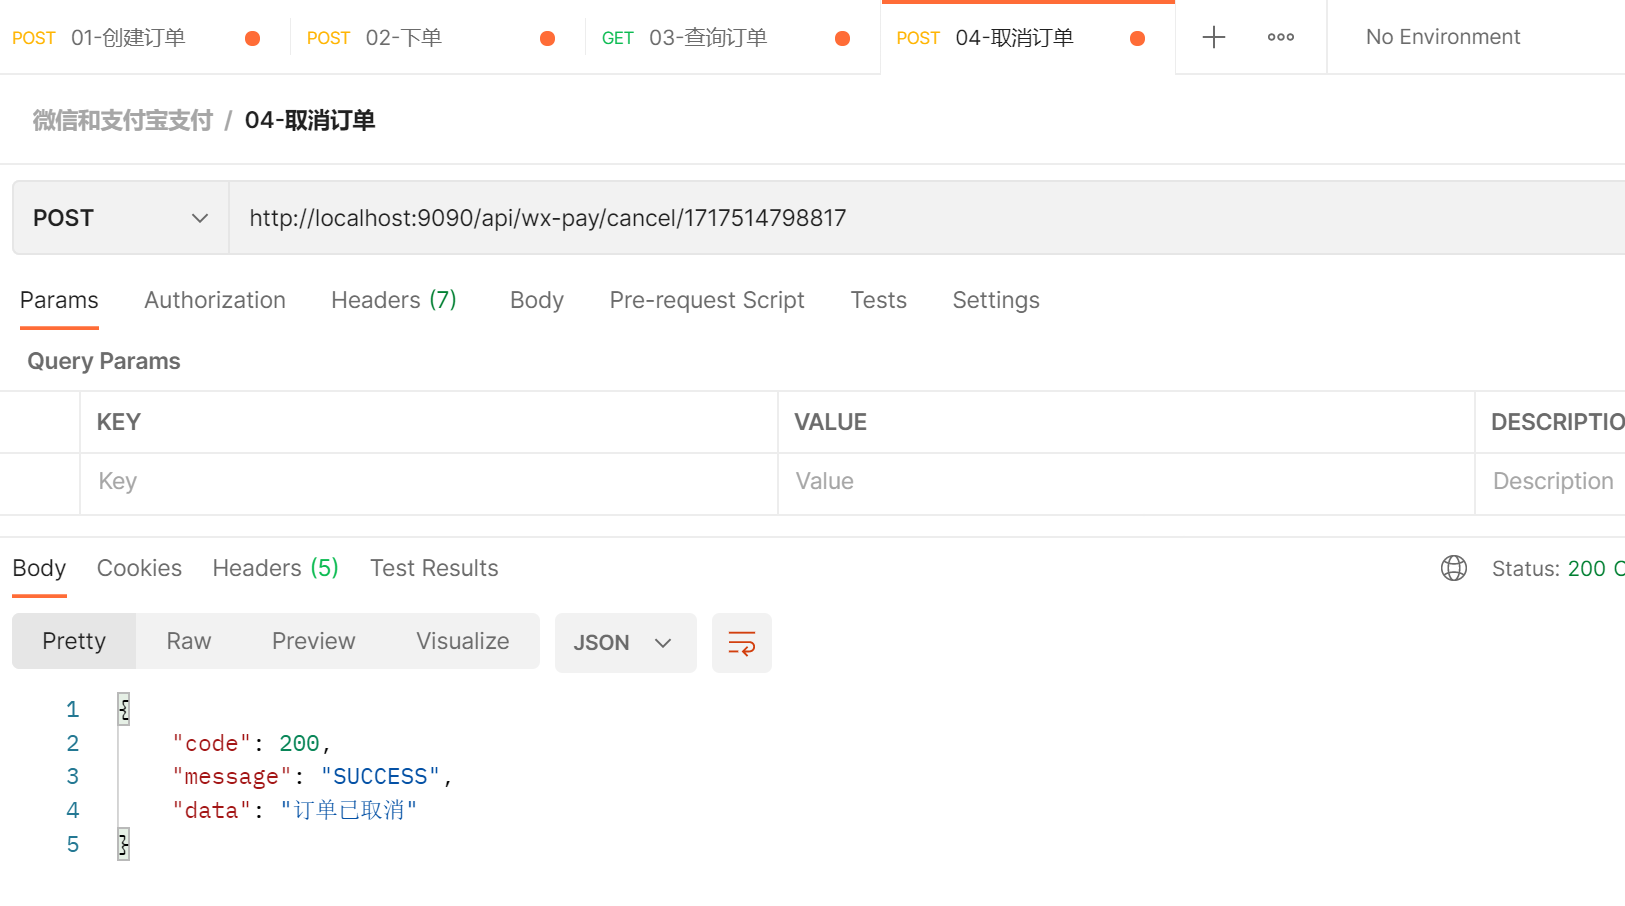 POST 01-创建订单 POST 02-下单 GET 03-查询订单 POST 04-取消订单 No Environment
微信和支付宝支付 / 04-取消订单
POST http://localhost:9090/api/wx-pay/cancel/1717514798817
Params Authorization Headers (7) Body Pre-request Script Tests Settings
Query Params
KEY VALUE DESCRIPTIO
Key Value Description
Body Cookies Headers (5) Test Results Status: 200
Pretty Raw Preview Visualize JSON
1 {
2 "code": 200,
3 "message": "SUCCESS",
4 "data": "订单已取消"
5 }